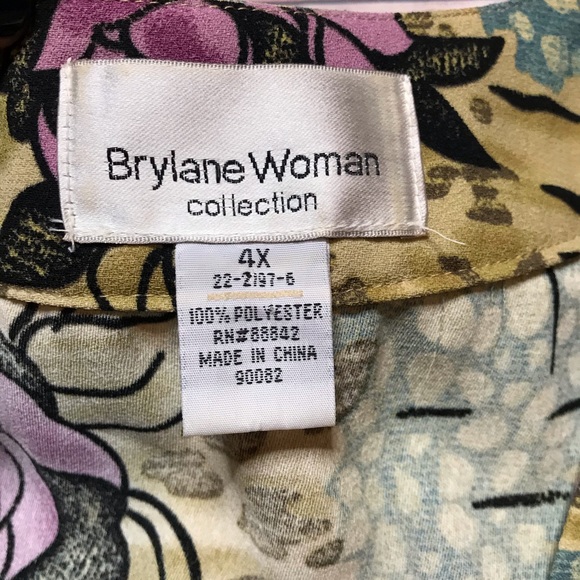 Brylane Woman
collection
4X
22-2197-6
100% POLYESTER
RN#88842
MADE IN CHINA
90082